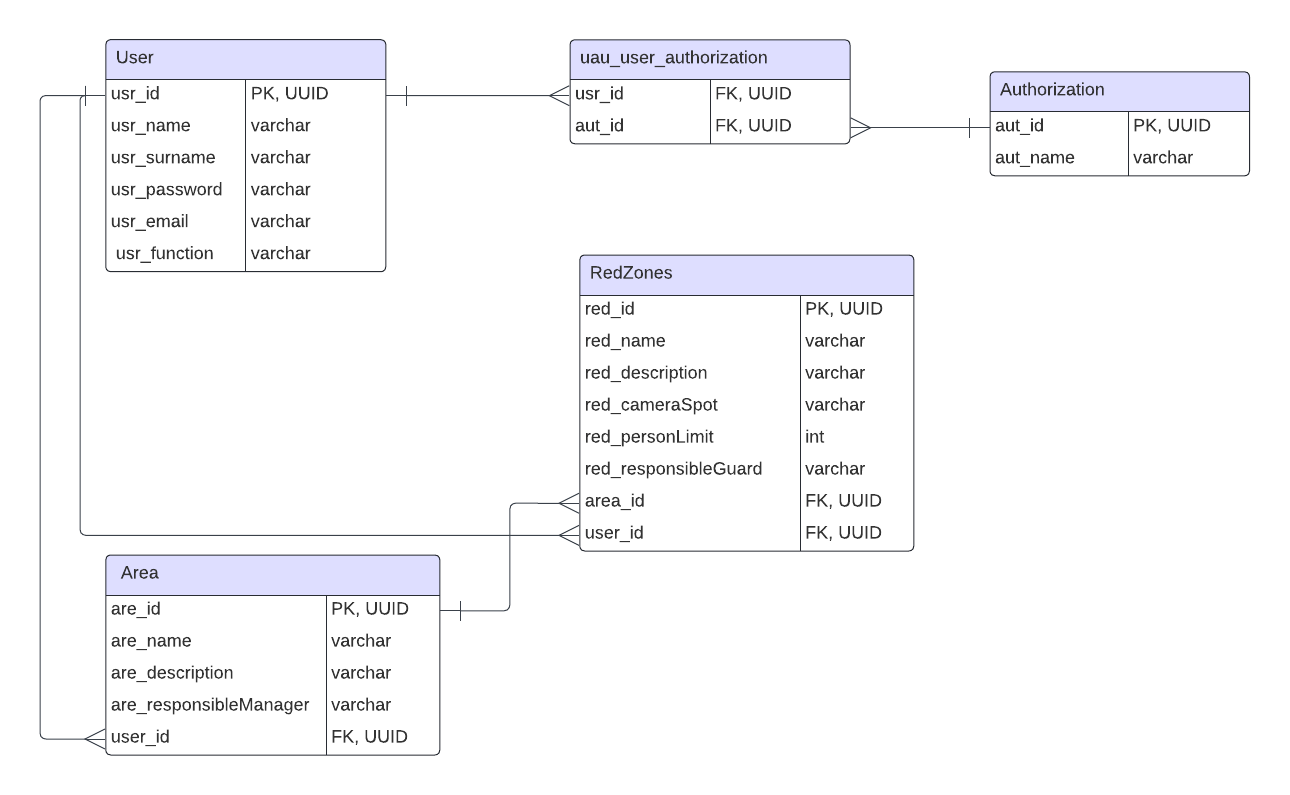 User
usr_id PK, UUID
usr_name varchar
usr_surname varchar
usr_password varchar
usr_email varchar
usr_function varchar
uau_user_authorization
usr_id FK, UUID
aut_id FK, UUID
Authorization
aut_id PK, UUID
aut_name varchar
RedZones
red_id PK, UUID
red_name varchar
red_description varchar
red_cameraSpot varchar
red_personLimit int
red_responsibleGuard varchar
area_id FK, UUID
user_id FK, UUID
Area
are_id PK, UUID
are_name varchar
are_description varchar
are_responsibleManager varchar
user_id FK, UUID